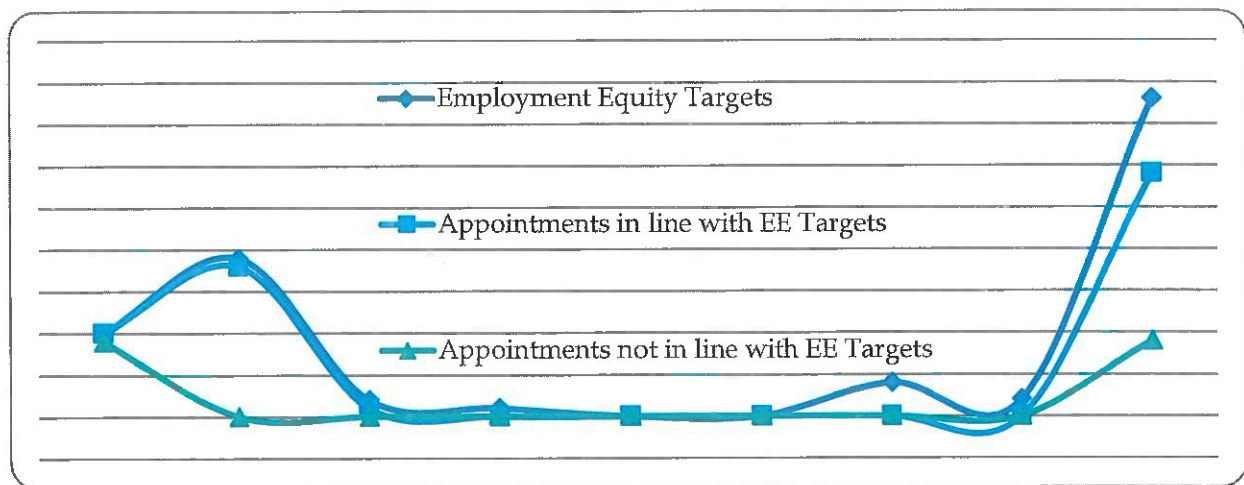 Employment Equity Targets
Appointments in line with EE Targets
Appointments not in line with EE Targets